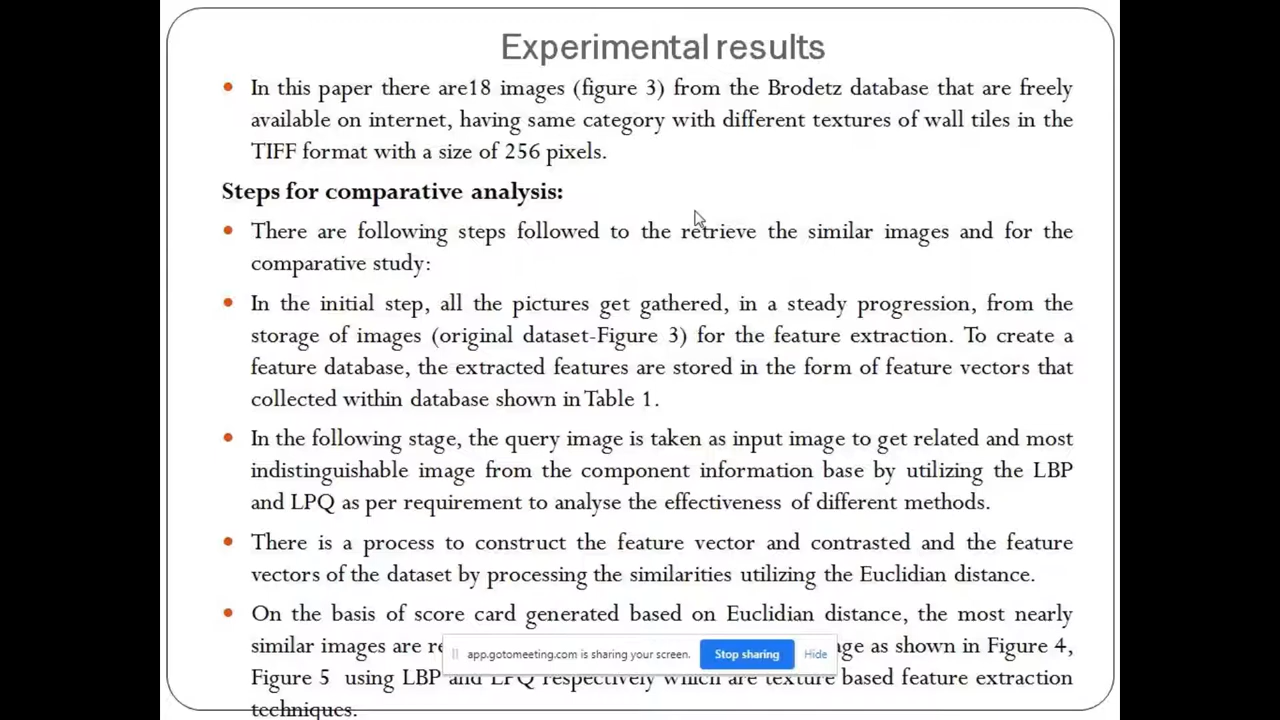 Experimental results
In this paper there are18 images (figure 3) from the Brodetz database that are freely
available on internet, having same category with different textures of wall tiles in the
TIFF format with a size of 256 pixels.
Steps for comparative analysis:
There are following steps followed to the retrieve the similar images and for the
comparative study:
In the initial step, all the pictures get gathered, in a steady progression, from the
storage of images (original dataset-Figure 3) for the feature extraction. To create a
feature database, the extracted features are stored in the form of feature vectors that
collected within database shown in Table 1.
In the following stage, the query image is taken as input image to get related and most
indistinguishable image from the component information base by utilizing the LBP
and LPQ as per requirement to analyse the effectiveness of different methods.
There is a process to construct the feature vector and contrasted and the feature
vectors of the dataset by processing the similarities utilizing the Euclidian distance.
On the basis of score card generated based on Euclidian distance, the most nearly
similar images are as shown in Figure 4,
app.gotomeeting.com is sharing your screen. Stop sharing Hide
Figure 5 using LBP and LPQ respectively which are texture based feature extraction
techniques.